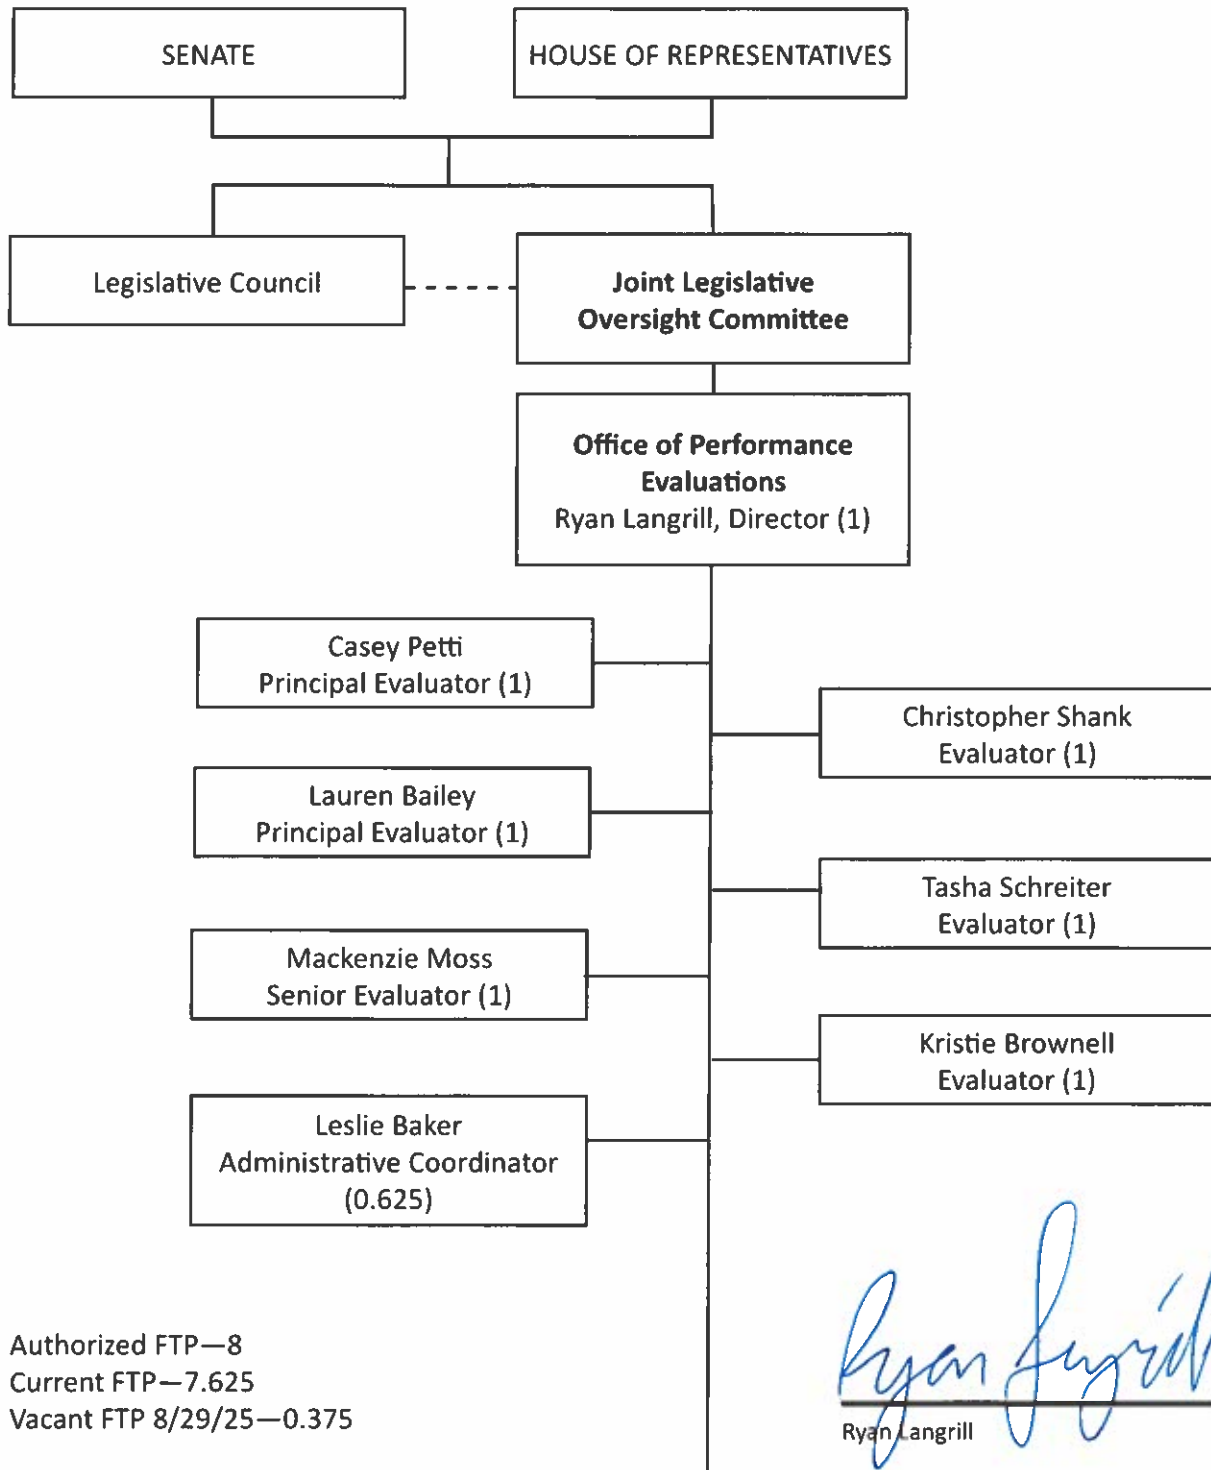 SENATE
HOUSE OF REPRESENTATIVES
Legislative Council
Joint Legislative
Oversight Committee
Office of Performance
Evaluations
Ryan Langrill, Director (1)
Casey Petti
Principal Evaluator (1)
Christopher Shank
Evaluator (1)
Lauren Bailey
Principal Evaluator (1)
Tasha Schreiter
Evaluator (1)
Mackenzie Moss
Senior Evaluator (1)
Kristie Brownell
Evaluator (1)
Leslie Baker
Administrative Coordinator
(0.625)
Authorized FTP—8
Current FTP—7.625
Vacant FTP 8/29/25—0.375
Ryan Langrill
Ryan Langrill